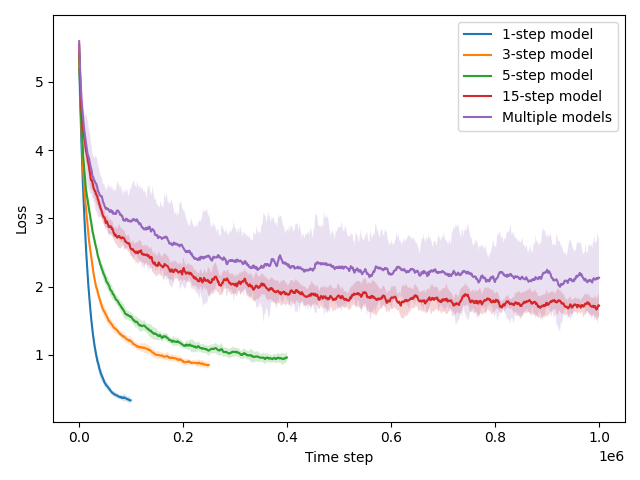 1-step model
3-step model
5-step model
15-step model
Multiple models
5
4
3
2
1
Loss
0.0 0.2 0.4 0.6 0.8 1.0
1e6
Time step